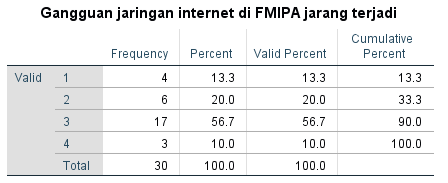 Gangguan jaringan internet di FMIPA jarang terjadi
Frequency Percent Valid Percent Cumulative Percent
Valid 1 4 13.3 13.3 13.3
2 6 20.0 20.0 33.3
3 17 56.7 56.7 90.0
4 3 10.0 10.0 100.0
Total 30 100.0 100.0